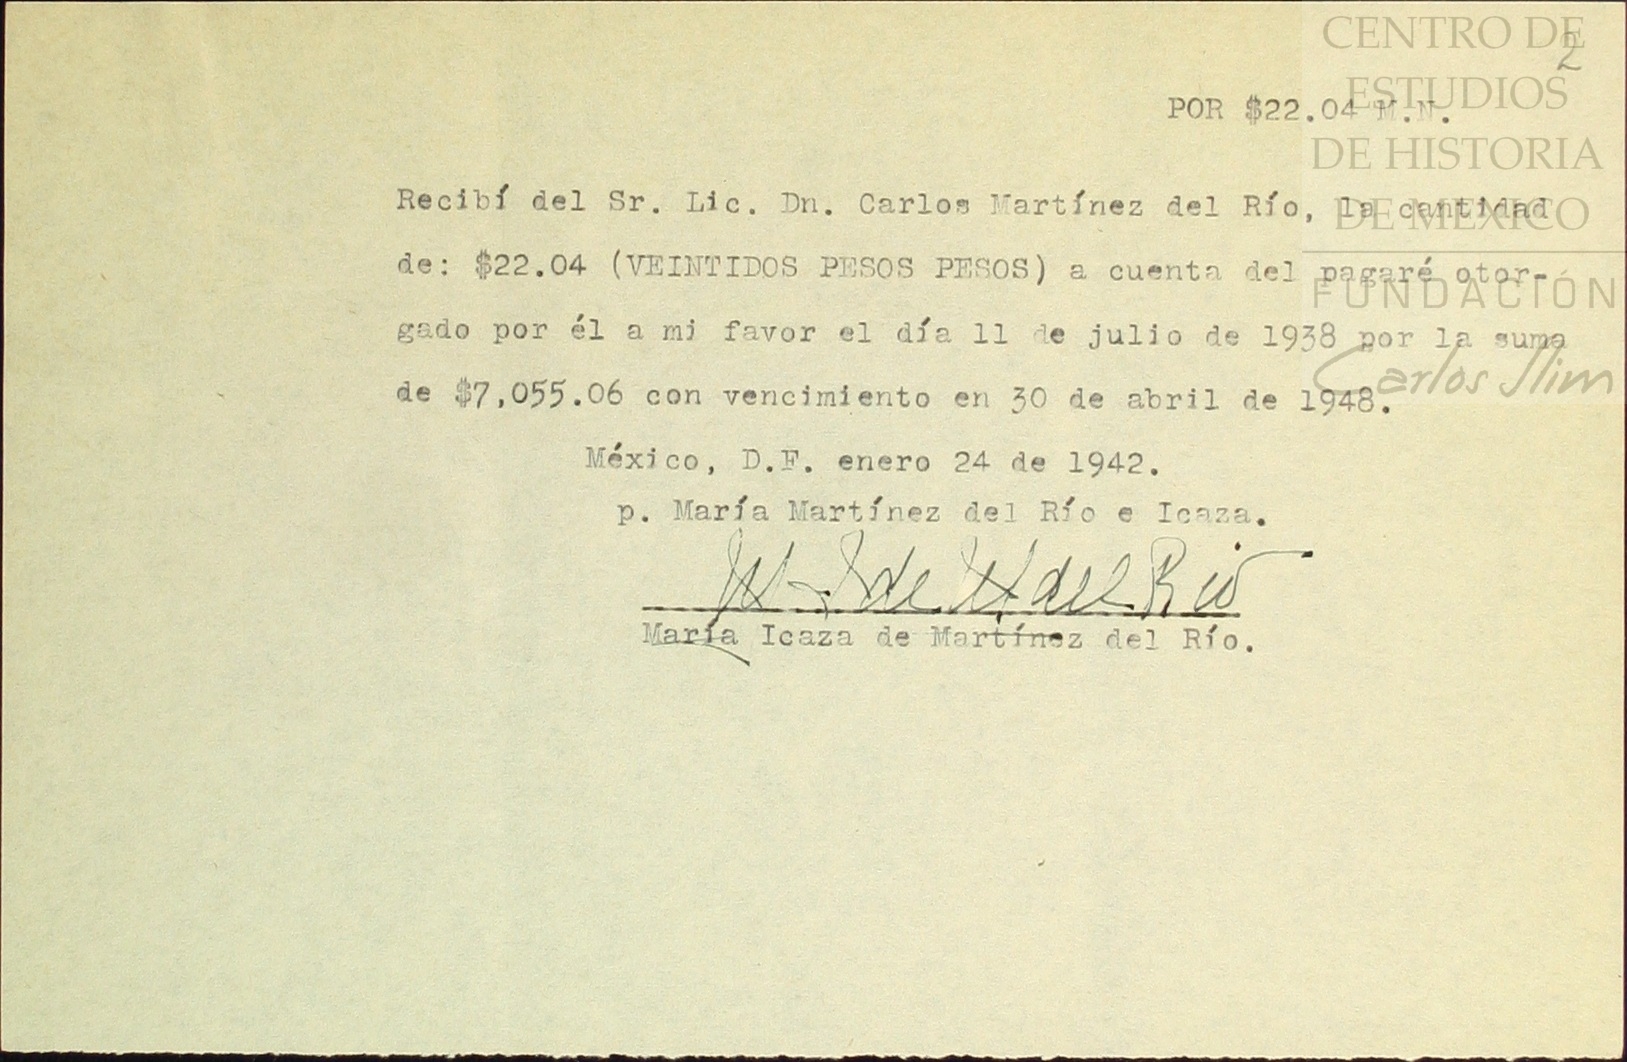 CENTRO DE
2
ESTUDIOS
POR $22.04 M.N.
DE HISTORIA
DE MÉXICO
Recibí del Sr. Lic. Dn. Carlos Martínez del Río, la cantidad
de: $22.04 (VEINTIDOS PESOS PESOS) a cuenta del pagaré otor-
FUNDACIÓN
gado por él a mi favor el día 11 de julio de 1938 por la suma
Carlos Slim
de $7,055.06 con vencimiento en 30 de abril de 1948.
México, D.F. enero 24 de 1942.
p. María Martínez del Río e Icaza.
M. I. de M. del Rio
María Icaza de Martínez del Río.